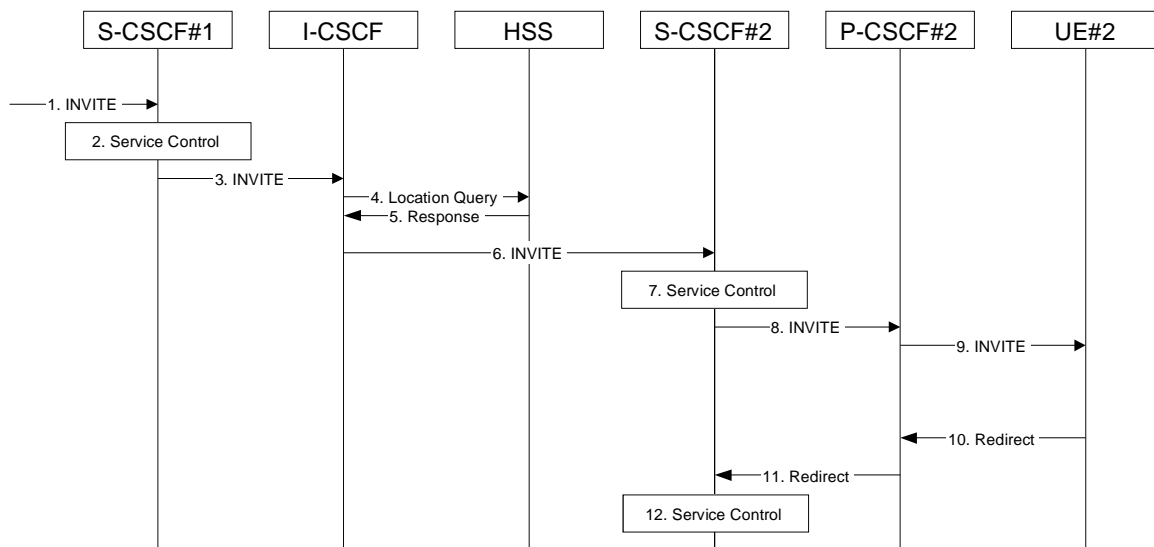 S-CSCF#1
I-CSCF
HSS
S-CSCF#2
P-CSCF#2
UE#2
1. INVITE
2. Service Control
3. INVITE
4. Location Query
5. Response
6. INVITE
7. Service Control
8. INVITE
9. INVITE
10. Redirect
11. Redirect
12. Service Control